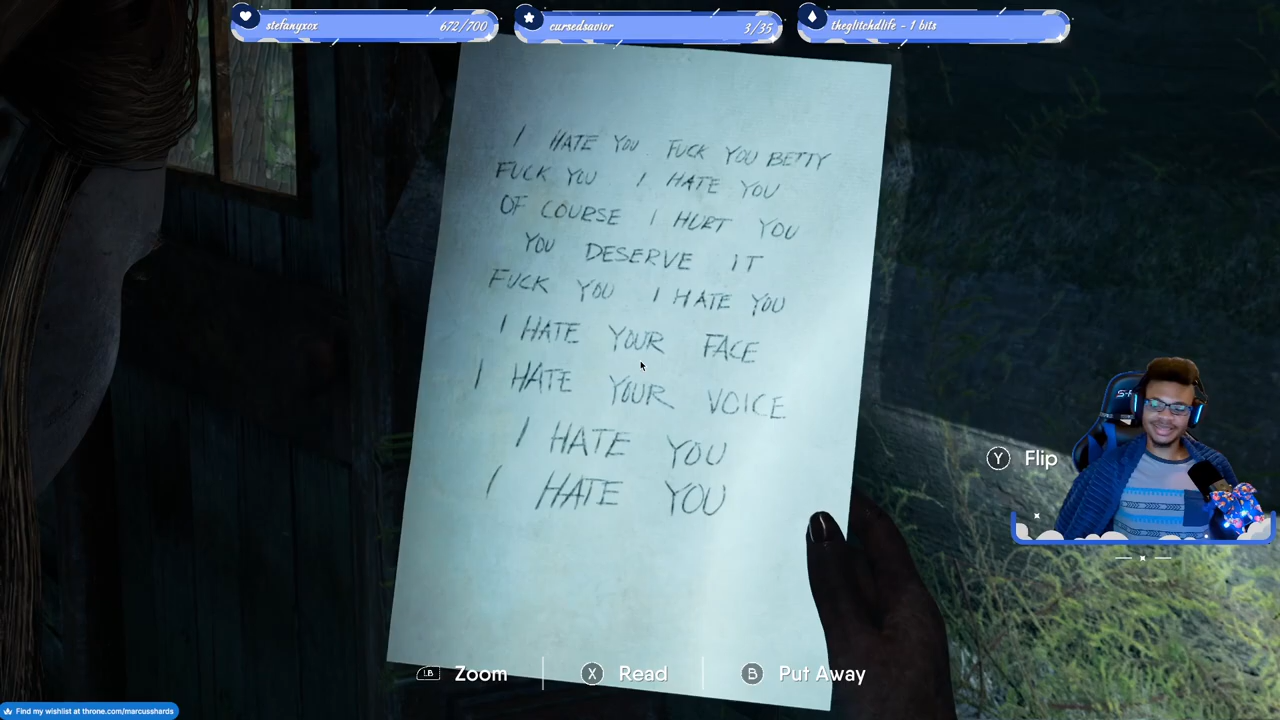 stefanyxox 672/700
cursedsavior 3/35
theglitchdlife - 1 bits
I HATE YOU FUCK YOU BETTY
FUCK YOU I HATE YOU
OF COURSE I HURT YOU
YOU DESERVE IT
FUCK YOU I HATE YOU
I HATE YOUR FACE
I HATE YOUR VOICE
I HATE YOU
I HATE YOU
Y Flip
LB Zoom
X Read
B Put Away
Find my wishlist at throne.com/marcusshards